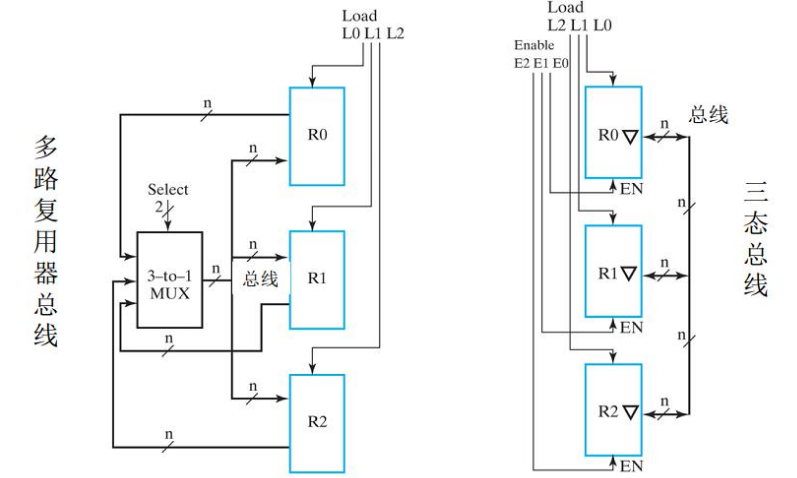 多路复用器总线
Load
L0 L1 L2
n
R0
n
Select
2
n
3–to–1
MUX
n
总线
R1
n
n
R2
n
Load
L2 L1 L0
Enable
E2 E1 E0
总线
R0
n
EN
n
R1
n
EN
n
R2
n
EN
三态总线